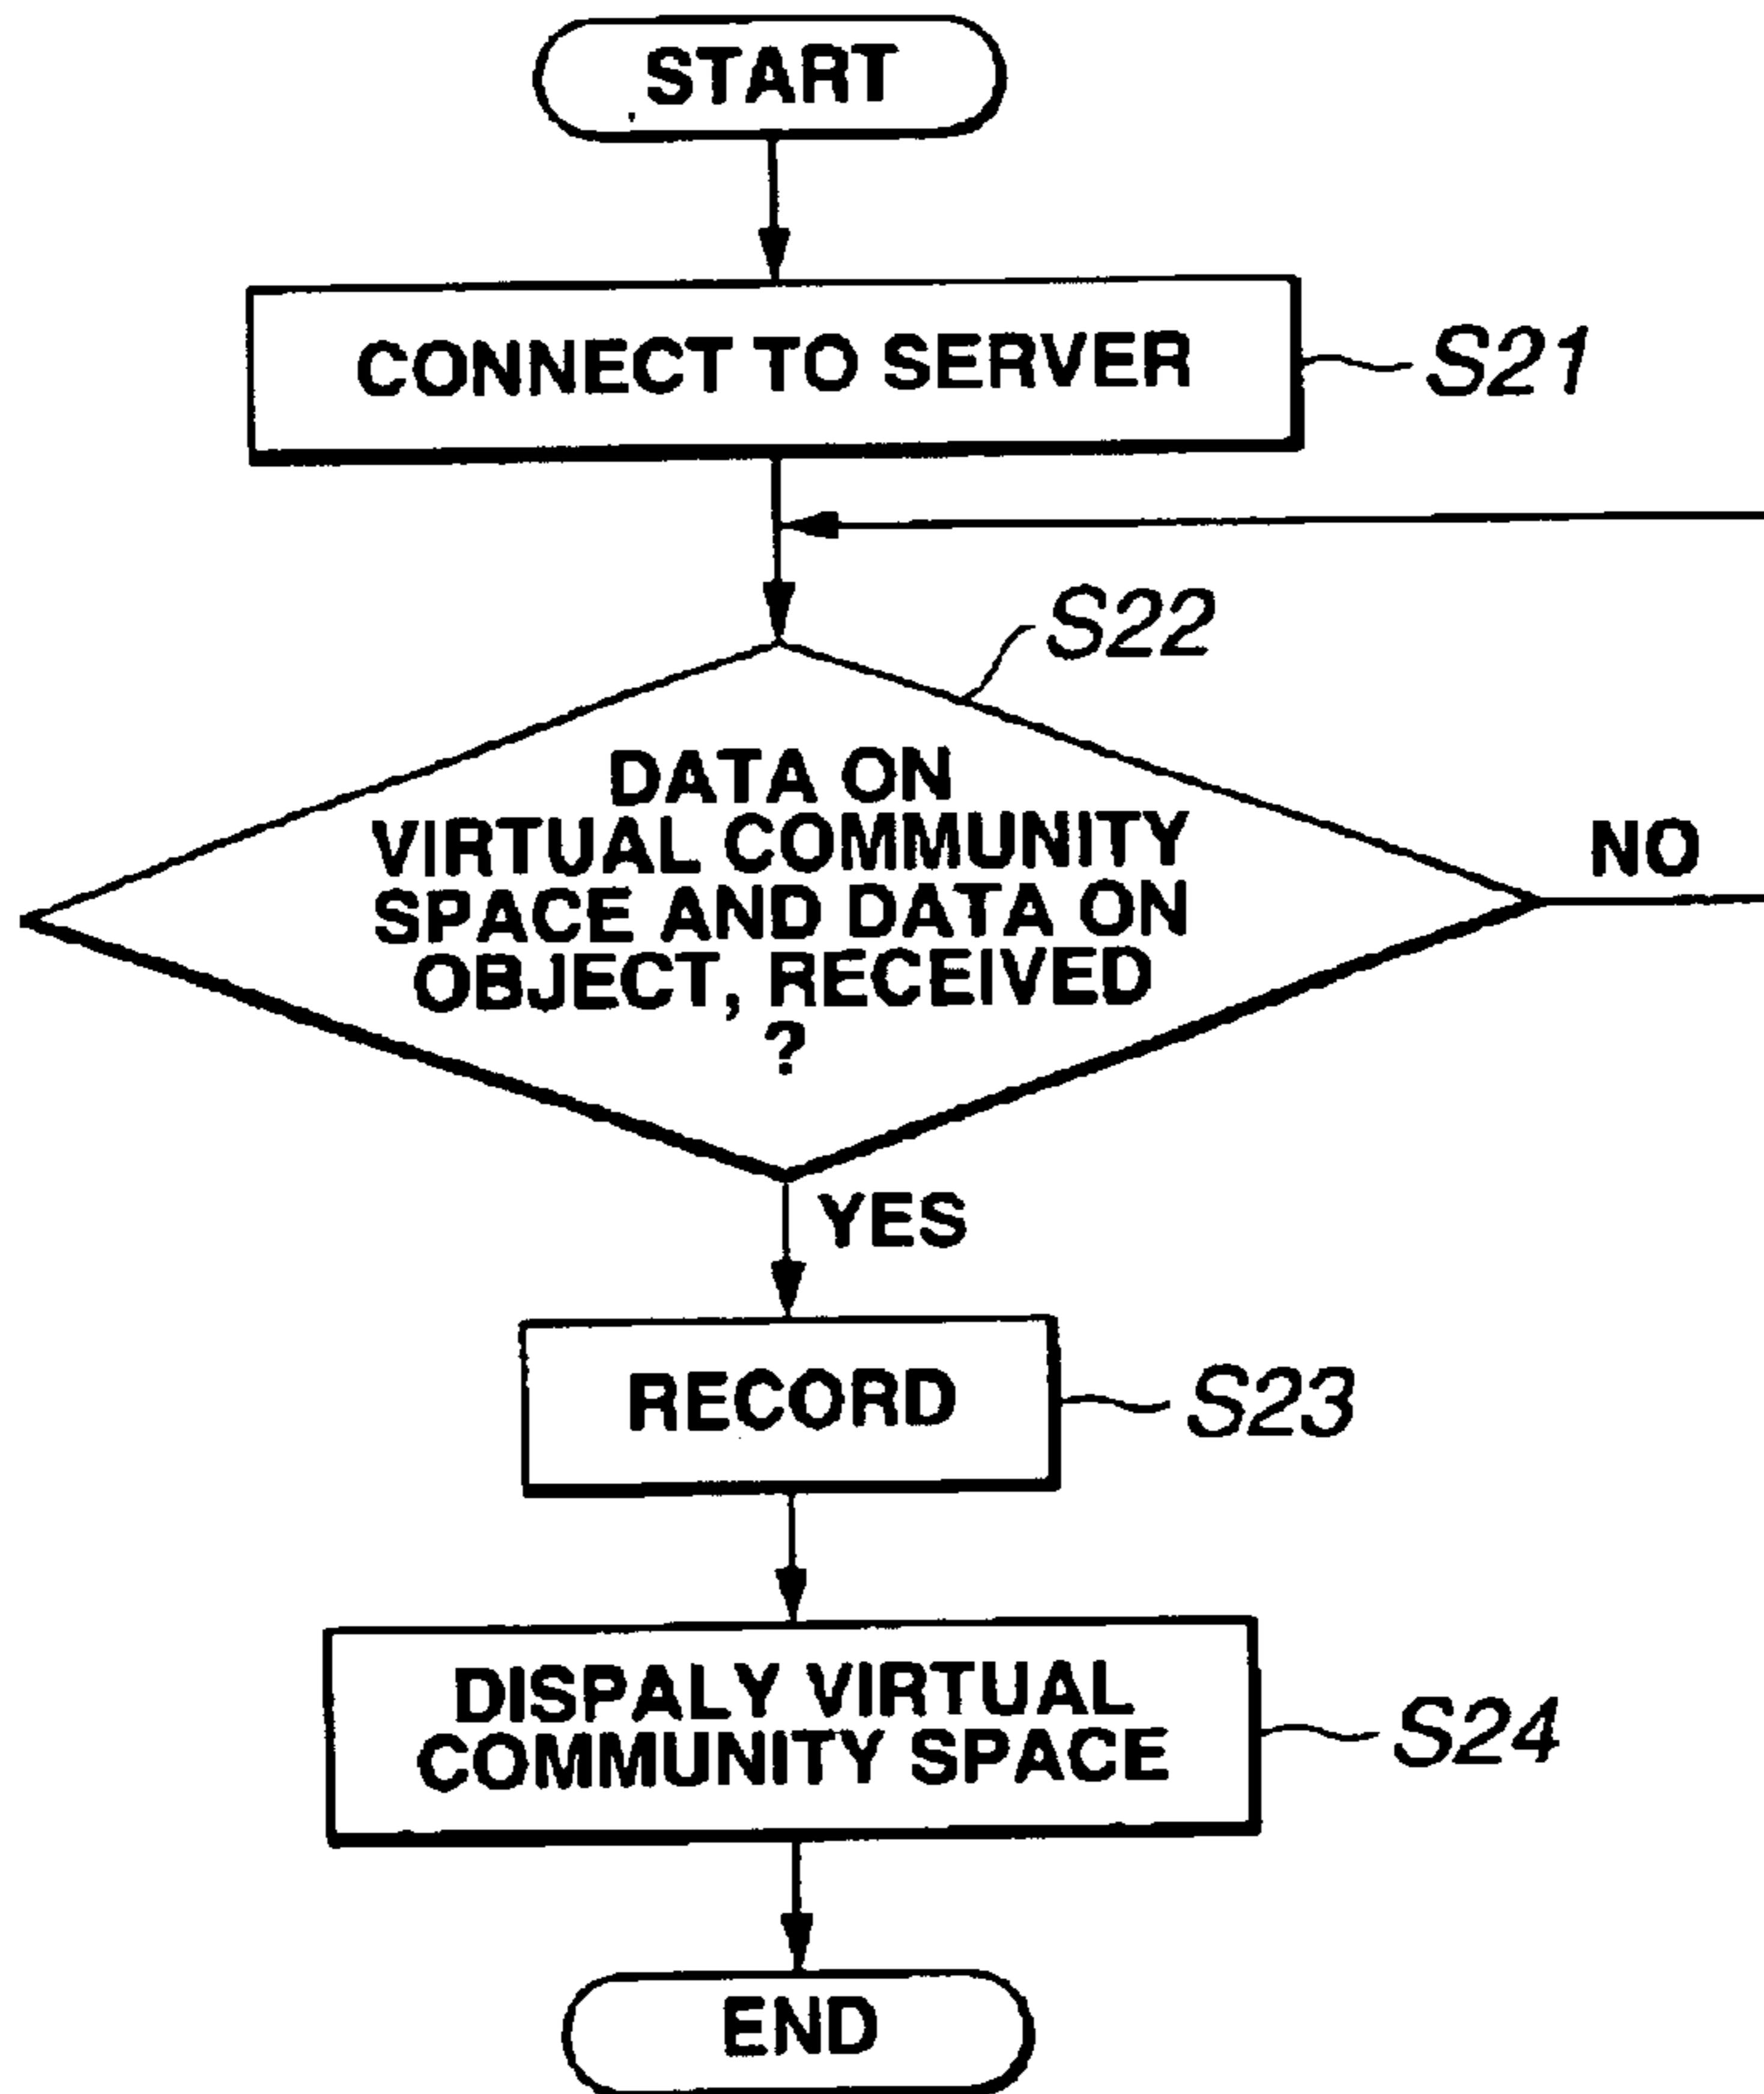 START
CONNECT TO SERVER
S21
S22
DATA ON
VIRTUAL COMMUNITY
SPACE AND DATA ON
OBJECT, RECEIVED
?
NO
YES
RECORD
S23
DISPALY VIRTUAL
COMMUNITY SPACE
S24
END